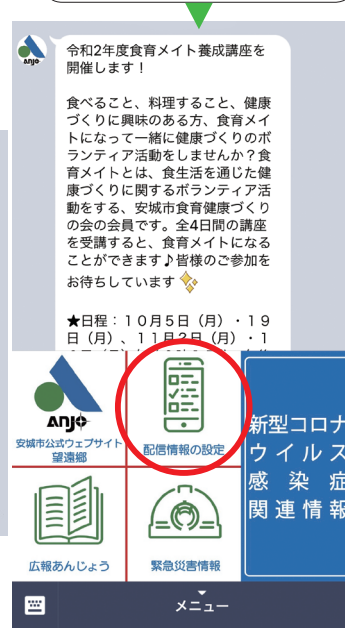 ANJO
令和2年度食育メイト養成講座を
開催します!
食べること、料理すること、健康
づくりに興味のある方、食育メイ
トになって一緒に健康づくりのボ
ランティア活動をしませんか?食
育メイトとは、食生活を通じた健
康づくりに関するボランティア活
動をする、安城市食育健康づくり
の会の会員です。全4日間の講座
を受講すると、食育メイトになる
ことができます♪皆様のご参加を
お待ちしています✨
★日程:10月5日(月)・19
日(月)、11月2日(月)・1
ANJO
安城市公式ウェブサイト
望遠郷
配信情報の設定
新型コロナ
ウイルス
感染症
関連情報
広報あんじょう
緊急災害情報
メニュー